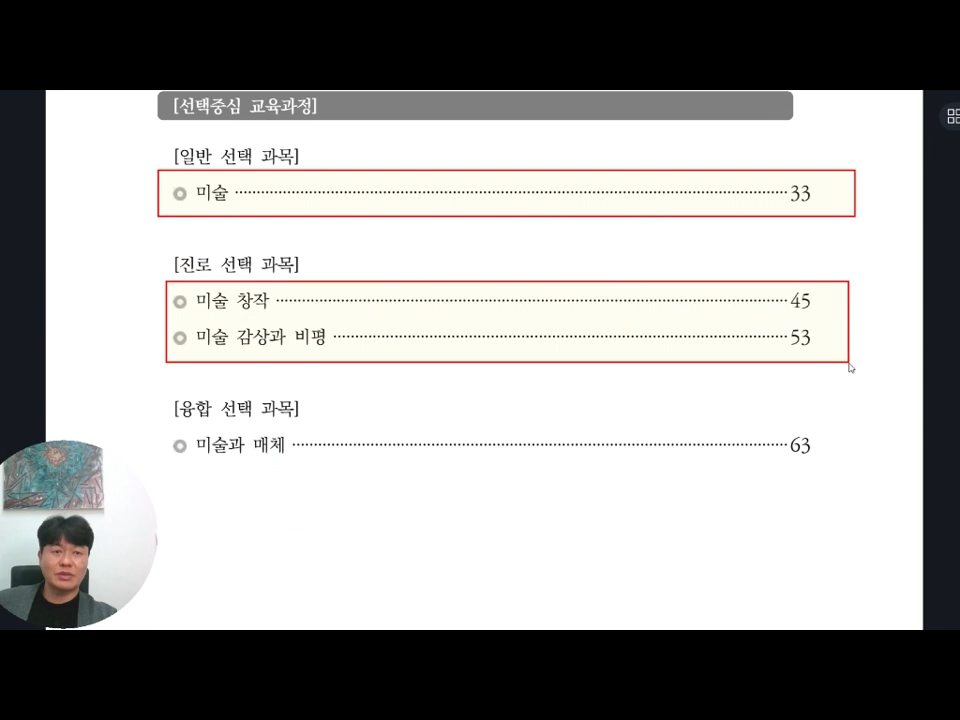 [선택중심 교육과정]
[일반 선택 과목]
미술 33
[진로 선택 과목]
미술 창작 45
미술 감상과 비평 53
[융합 선택 과목]
미술과 매체 63